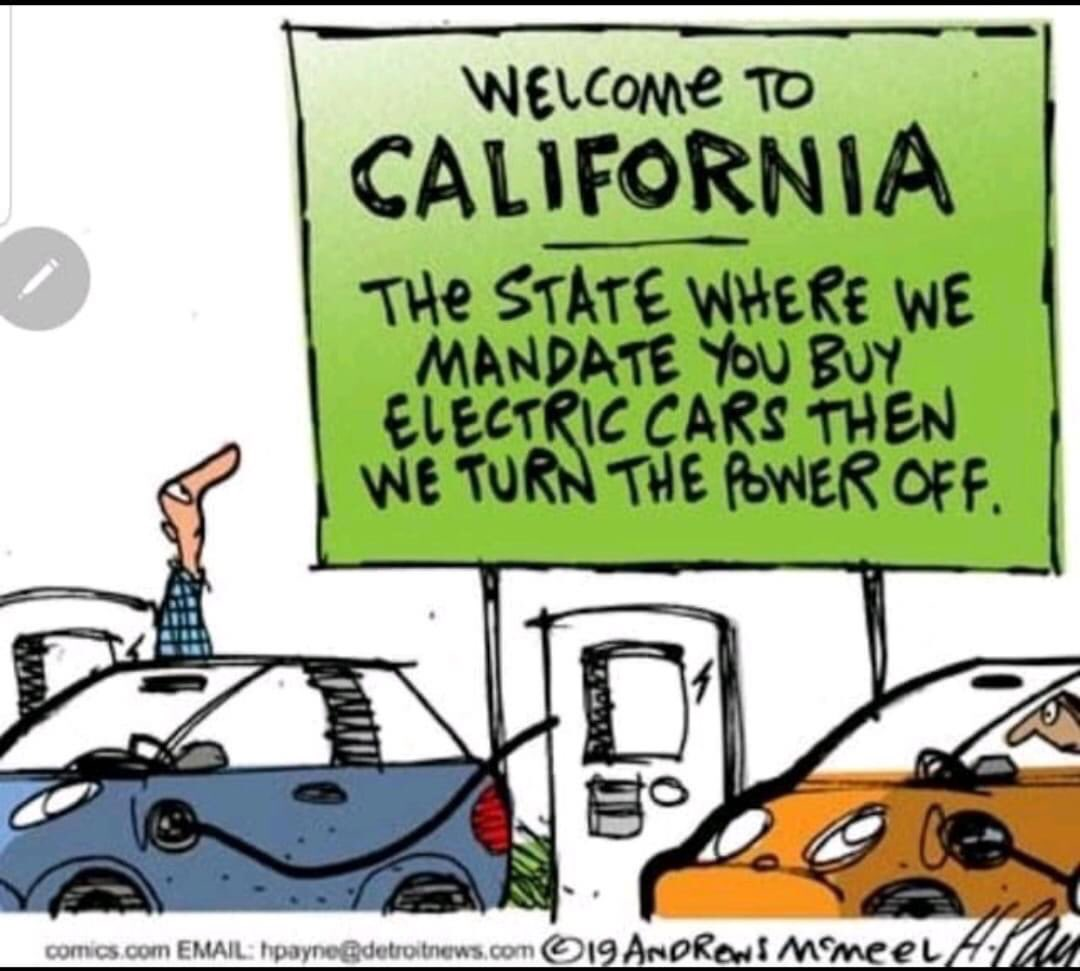 WELCOMe TO
CALIFORNIA
THe STATE WHERE WE
MANDATE YOU BUY
ELECTRIC CARS THEN
WE TURN THE POWER OFF.
comics.com EMAIL: hpayne@detroitnews.com ©19 ANDREWS McMeeL H.Pay